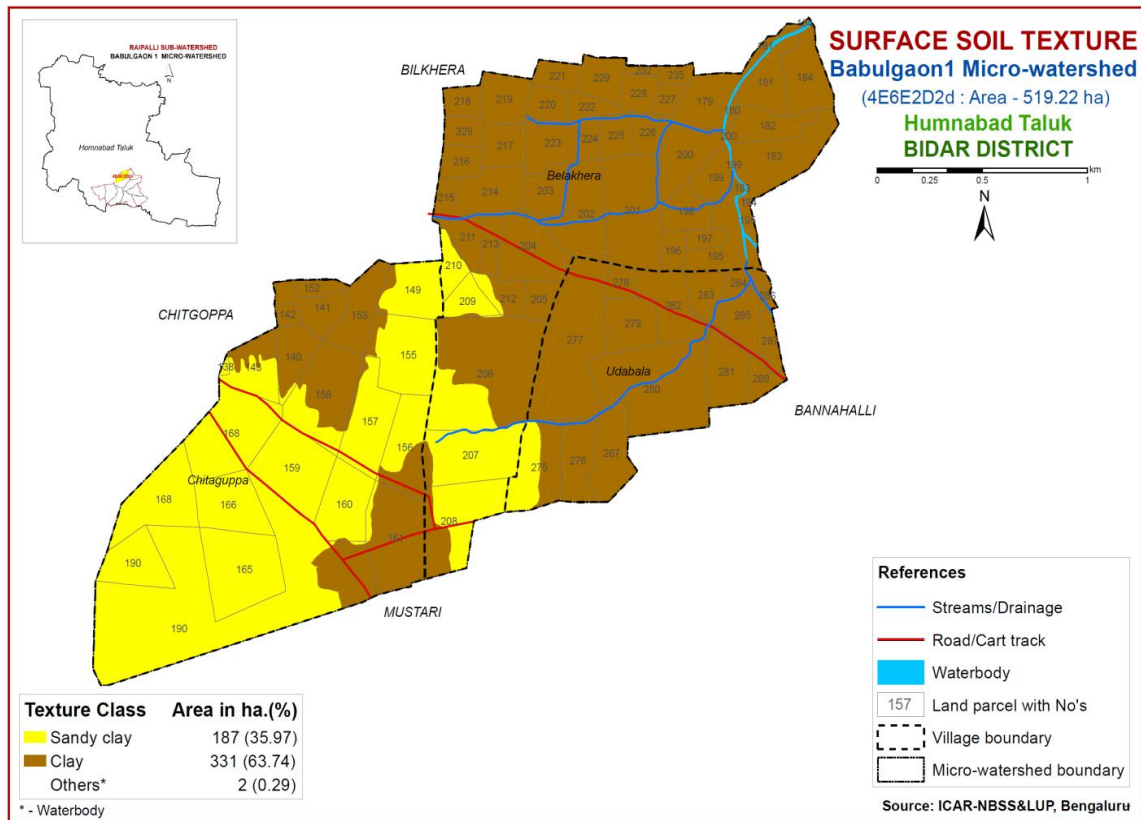 RAIPALLI SUB-WATERSHED
BABULGAON 1 MICRO-WATERSHED
N
Homnabad Taluk
SURFACE SOIL TEXTURE
Babulgaon1 Micro-watershed
(4E6E2D2d : Area - 519.22 ha)
Humnabad Taluk
BIDAR DISTRICT
0 0.25 0.5 1 km
N
BILKHERA
221 229 232 235
181 184
218 219 220 222 228 227 179
180
329 217 223 224 225 226 200 182
216 200 199 183
Belakhera
215 214 203 199 183
202 201 198
211 213 204 197
196 195
210
149 209 212 205 278 283 284 286
282 285
CHITGOPPA
152
142 141 153
279 277
155
140 206
Udabala
138 143 158 280 281 289
BANNAHALLI
157
168 156
159 207 275 276 267
Chitaguppa
168 166 160 208
161
190 165
190
MUSTARI
Texture Class Area in ha.(%)
Sandy clay 187 (35.97)
Clay 331 (63.74)
Others* 2 (0.29)
* - Waterbody
References
Streams/Drainage
Road/Cart track
Waterbody
157 Land parcel with No's
Village boundary
Micro-watershed boundary
Source: ICAR-NBSS&LUP, Bengaluru